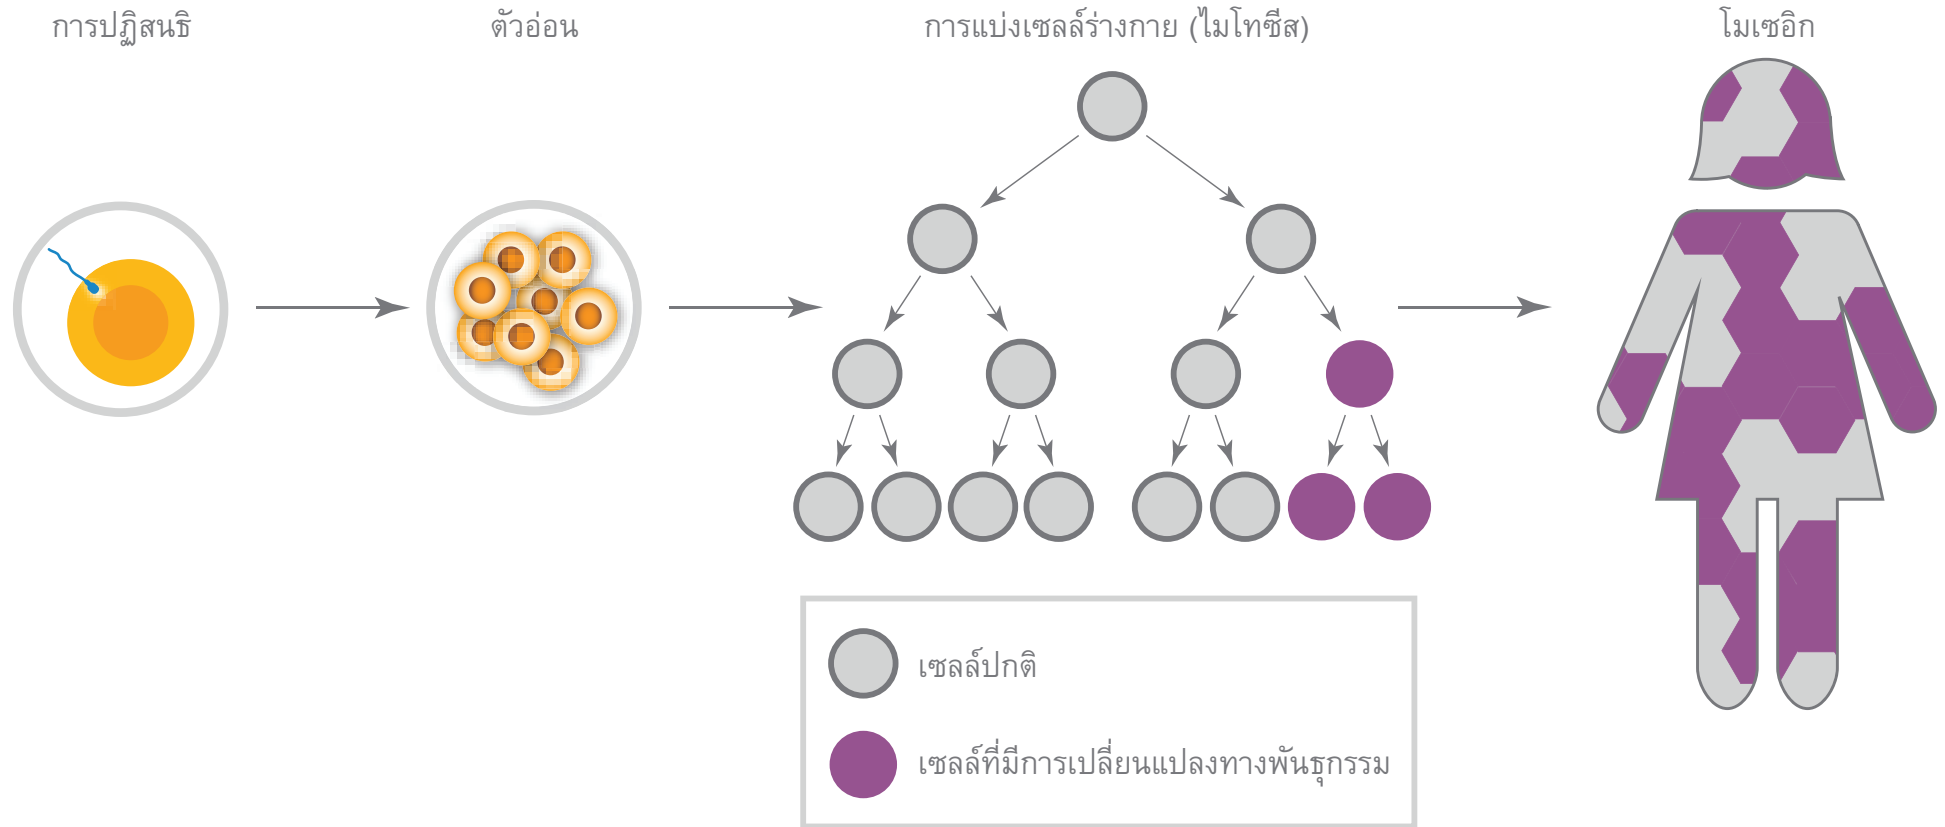 การปฏิสนธิ
ตัวอ่อน
การแบ่งเซลล์ร่างกาย (ไมโทซีส)
โมเซอิก
เซลล์ปกติ
เซลล์ที่มีการเปลี่ยนแปลงทางพันธุกรรม